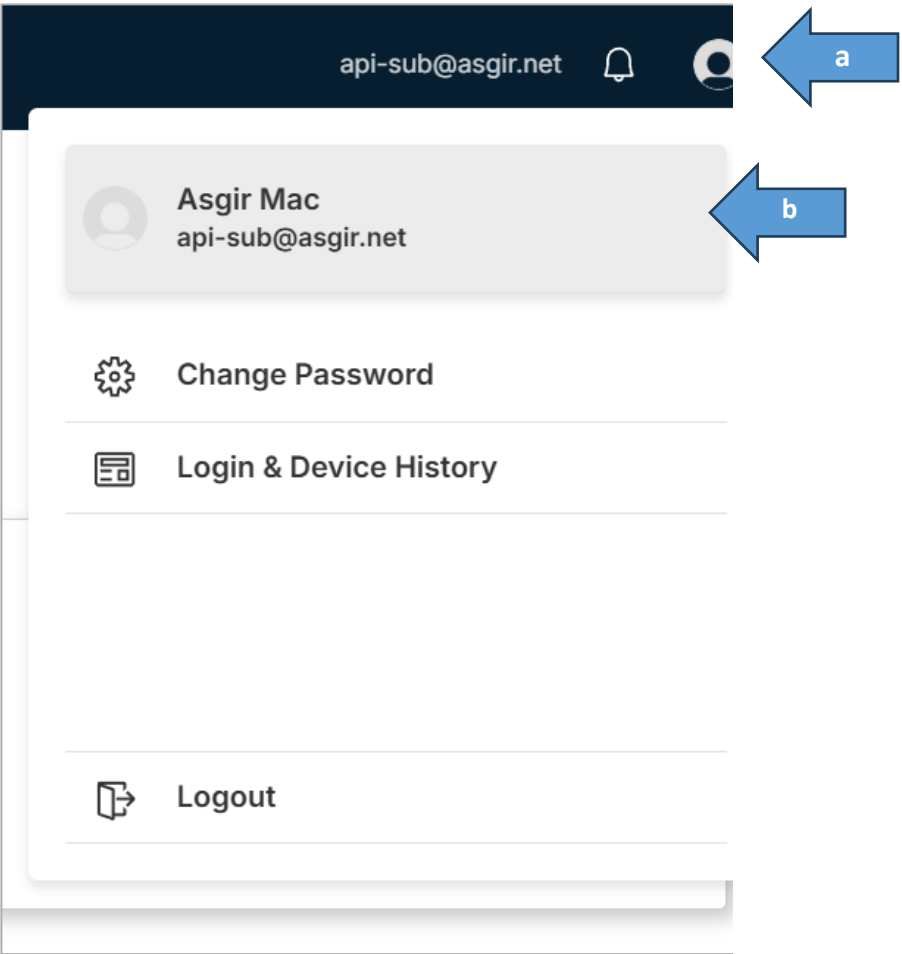 api-sub@asgir.net
a
Asgir Mac
api-sub@asgir.net
b
Change Password
Login & Device History
Logout